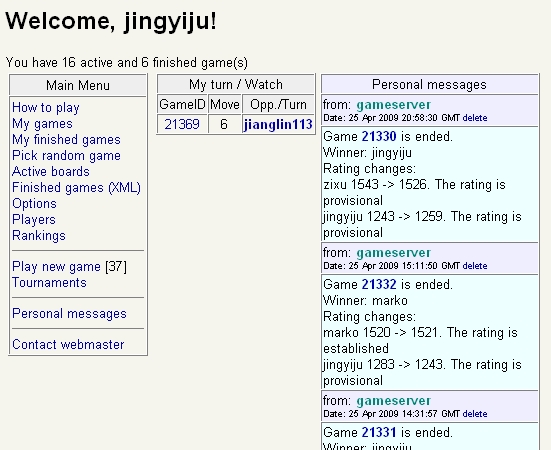 Welcome, jingyiju!
You have 16 active and 6 finished game(s)
Main Menu
How to play
My games
My finished games
Pick random game
Active boards
Finished games (XML)
Options
Players
Rankings
Play new game [37]
Tournaments
Personal messages
Contact webmaster
My turn / Watch
GameID Move Opp./Turn
21369 6 jianglin113
Personal messages
from: gameserver
Date: 25 Apr 2009 20:58:30 GMT delete
Game 21330 is ended.
Winner: jingyiju
Rating changes:
zixu 1543 -> 1526. The rating is
provisional
jingyiju 1243 -> 1259. The rating is
provisional
from: gameserver
Date: 25 Apr 2009 15:11:50 GMT delete
Game 21332 is ended.
Winner: marko
Rating changes:
marko 1520 -> 1521. The rating is
established
jingyiju 1283 -> 1243. The rating is
provisional
from: gameserver
Date: 25 Apr 2009 14:31:57 GMT delete
Game 21331 is ended.
Winner: jingyiju